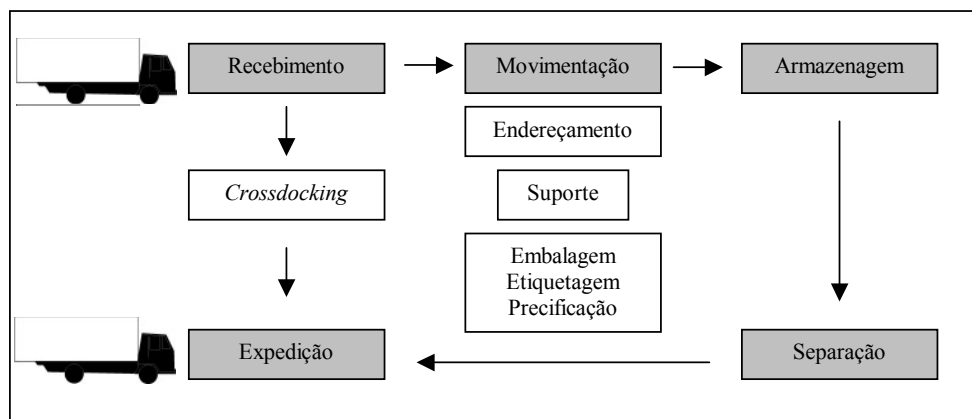 Recebimento
Movimentação
Armazenagem
Endereçamento
Crossdocking
Suporte
Embalagem
Etiquetagem
Precificação
Expedição
Separação